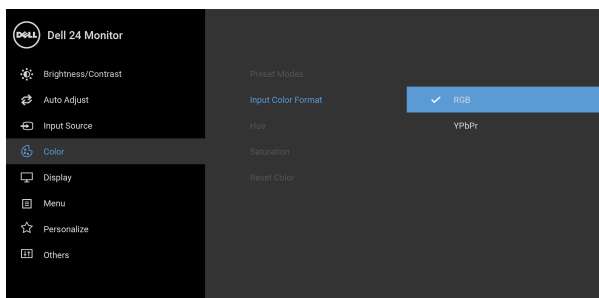 DELL Dell 24 Monitor
Brightness/Contrast
Auto Adjust
Input Source
Color
Display
Menu
Personalize
Others
Preset Modes
Input Color Format
Hue
Saturation
Reset Color
RGB
YPbPr